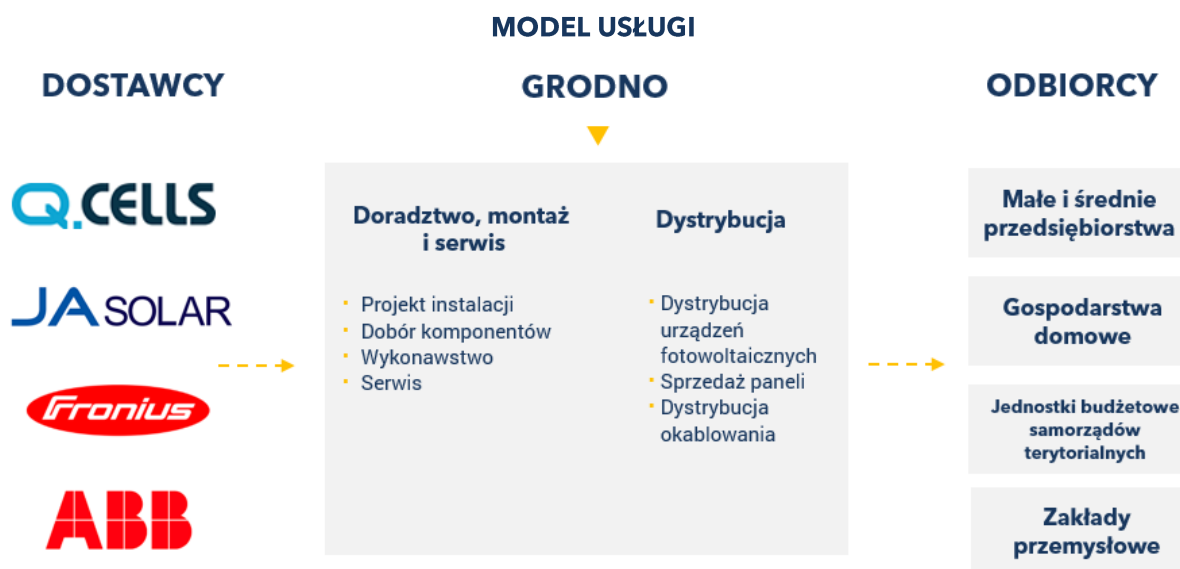 MODEL USŁUGI
DOSTAWCY
Q.CELLS
JA SOLAR
Fronius
ABB
GRODNO
Doradztwo, montaż
i serwis
Projekt instalacji
Dobór komponentów
Wykonawstwo
Serwis
Dystrybucja
Dystrybucja
urządzeń
fotowoltaicznych
Sprzedaż paneli
Dystrybucja
okablowania
ODBIORCY
Małe i średnie
przedsiębiorstwa
Gospodarstwa
domowe
Jednostki budżetowe
samorządów
terytorialnych
Zakłady
przemysłowe